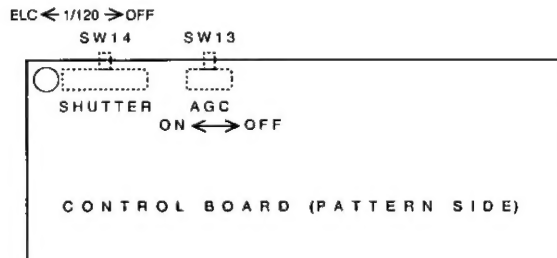 ELC ← 1/120 → OFF
SW14 SW13
SHUTTER AGC
ON ↔ OFF
CONTROL BOARD (PATTERN SIDE)